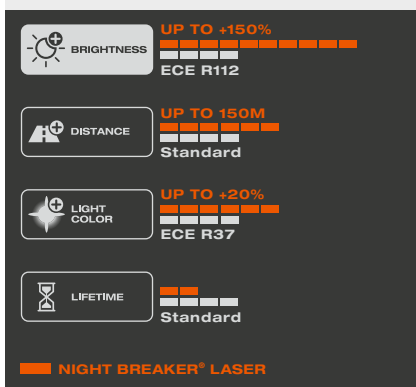 UP TO +150%
BRIGHTNESS
ECE R112
UP TO 150M
DISTANCE
Standard
UP TO +20%
LIGHT
COLOR
ECE R37
LIFETIME
Standard
NIGHT BREAKER® LASER